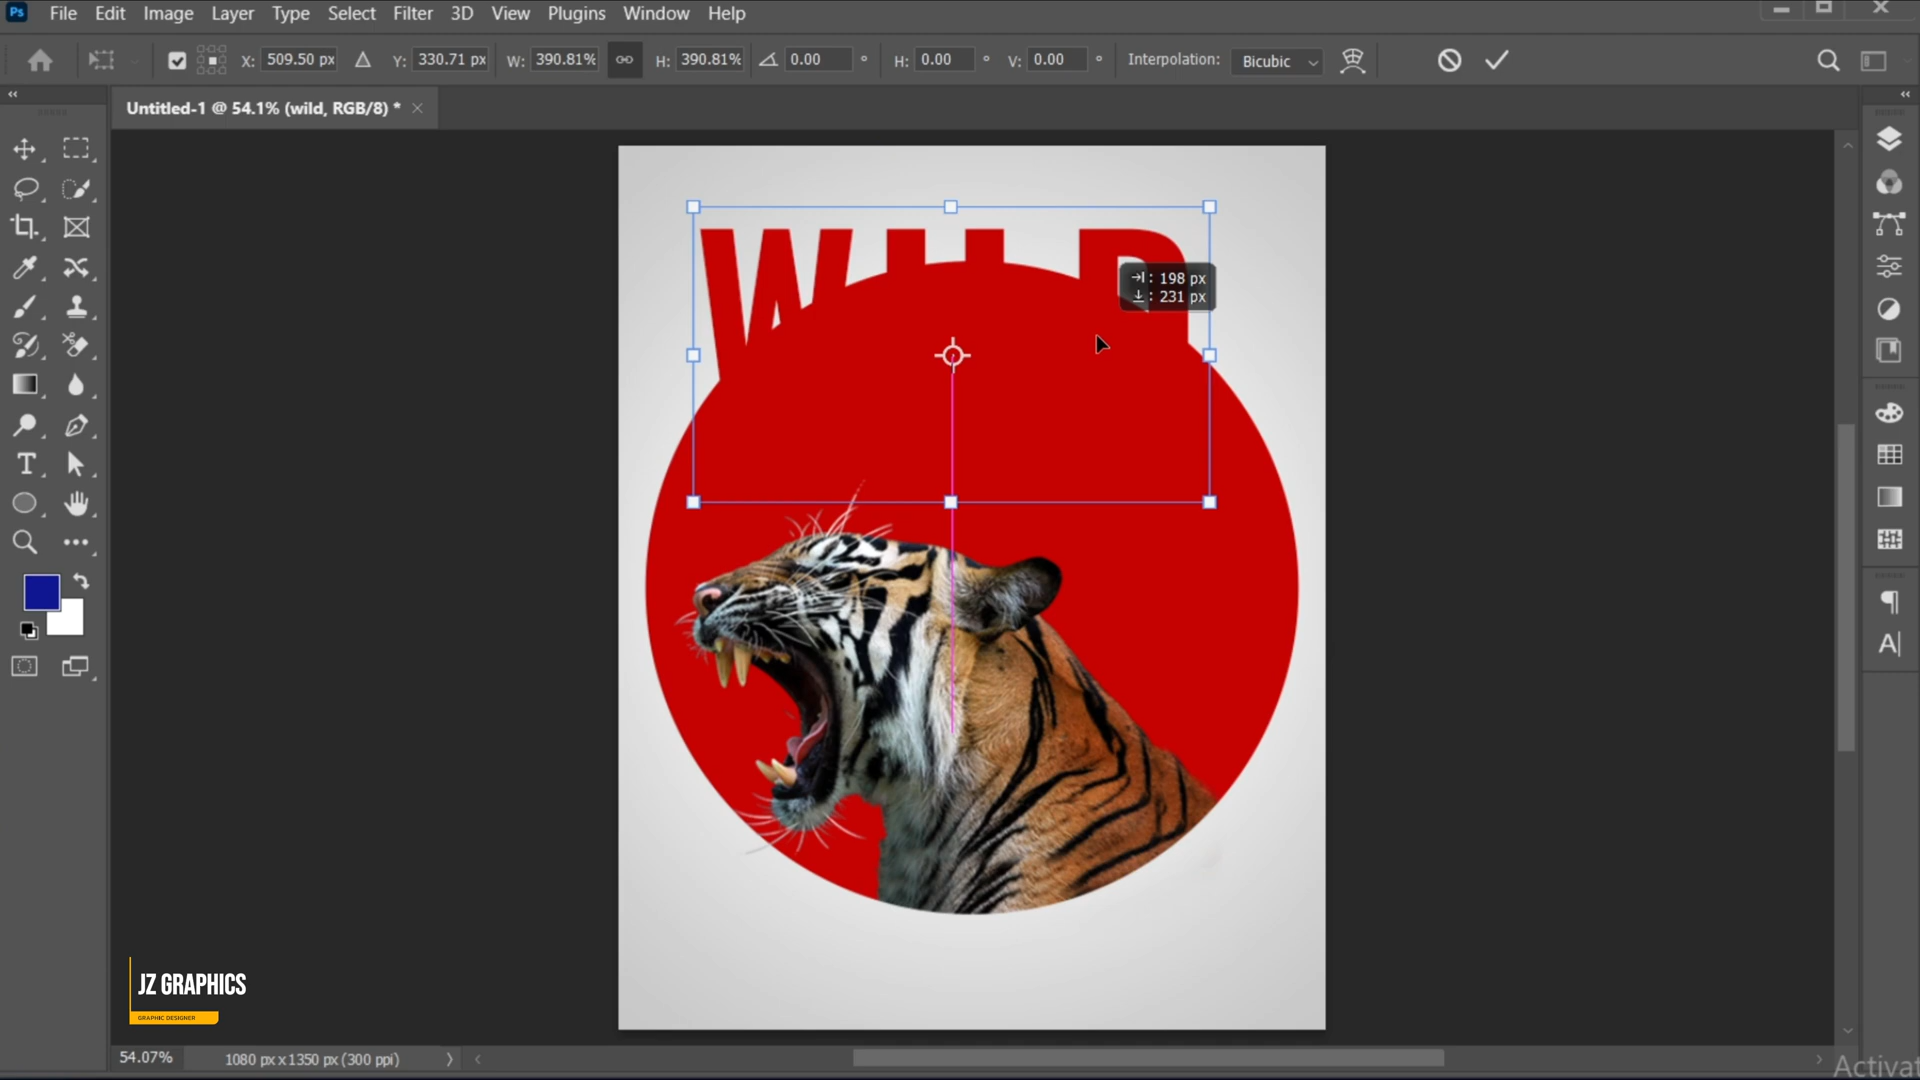 Ps File Edit Image Layer Type Select Filter 3D View Plugins Window Help
X: 509.50 px Y: 330.71 px W: 390.81% H: 390.81% 0.00 ° H: 0.00 ° V: 0.00 ° Interpolation: Bicubic
Untitled-1 @ 54.1% (wild, RGB/8) *
WILD
: 198 px
: 231 px
JZ GRAPHICS
GRAPHIC DESIGNER
54.07% 1080 px x 1350 px (300 ppi)
Activat